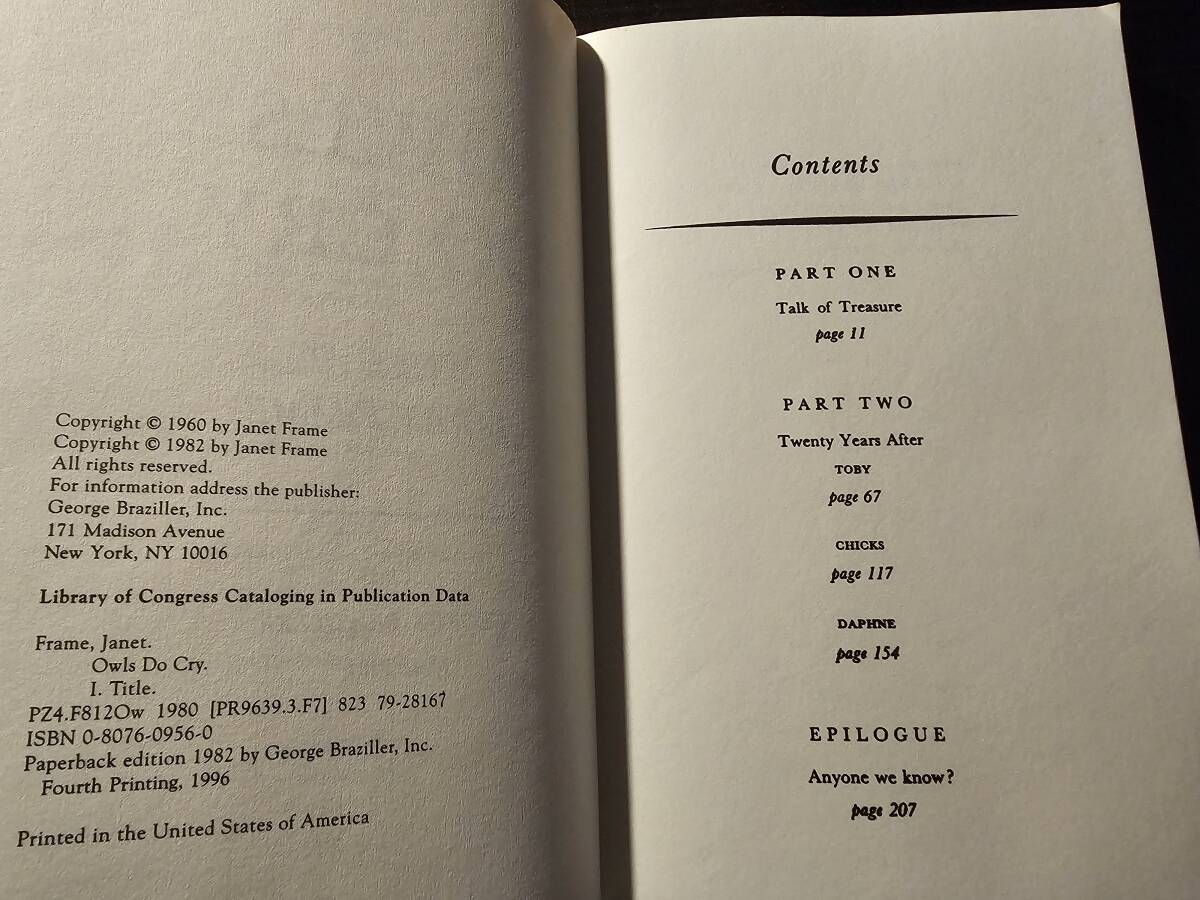 Copyright © 1960 by Janet Frame
Copyright © 1982 by Janet Frame
All rights reserved.
For information address the publisher:
George Braziller, Inc.
171 Madison Avenue
New York, NY 10016
Library of Congress Cataloging in Publication Data
Frame, Janet.
Owls Do Cry.
I. Title.
PZ4.F812Ow 1980 [PR9639.3.F7] 823 79-28167
ISBN 0-8076-0956-0
Paperback edition 1982 by George Braziller, Inc.
Fourth Printing, 1996
Printed in the United States of America
Contents
PART ONE
Talk of Treasure
page 11
PART TWO
Twenty Years After
TOBY
page 67
CHICKS
page 117
DAPHNE
page 154
EPILOGUE
Anyone we know?
page 207